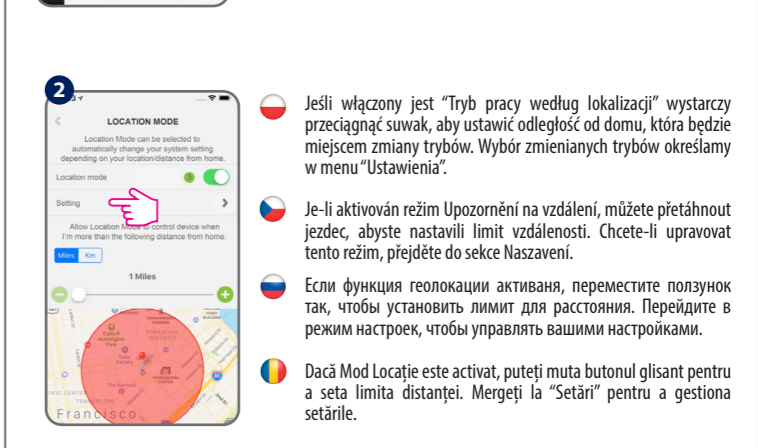 2
LOCATION MODE
Location Mode can be selected to
automatically change your system setting
depending on your location/distance from home.
Location mode
Setting
Allow Location Mode to control device when
I'm more than the following distance from home:
Miles Km
1 Miles
FINANCIAL
DISTRICT
Color
Factory
Francisco
Jeśli włączony jest “Tryb pracy według lokalizacji” wystarczy
przeciągnąć suwak, aby ustawić odległość od domu, która będzie
miejscem zmiany trybów. Wybór zmienianych trybów określamy
w menu “Ustawienia”.
Je-li aktivován režim Upozornění na vzdálení, můžete přetáhnout
jezdec, abyste nastavili limit vzdálenosti. Chcete-li upravovat
tento režim, přejděte do sekce Naszavení.
Если функция геолокации активаня, переместите ползунок
так, чтобы установить лимит для расстояния. Перейдите в
режим настроек, чтобы управлять вашими настройками.
Dacă Mod Locație este activat, puteți muta butonul glisant pentru
a seta limita distanței. Mergeți la “Setări” pentru a gestiona
setările.